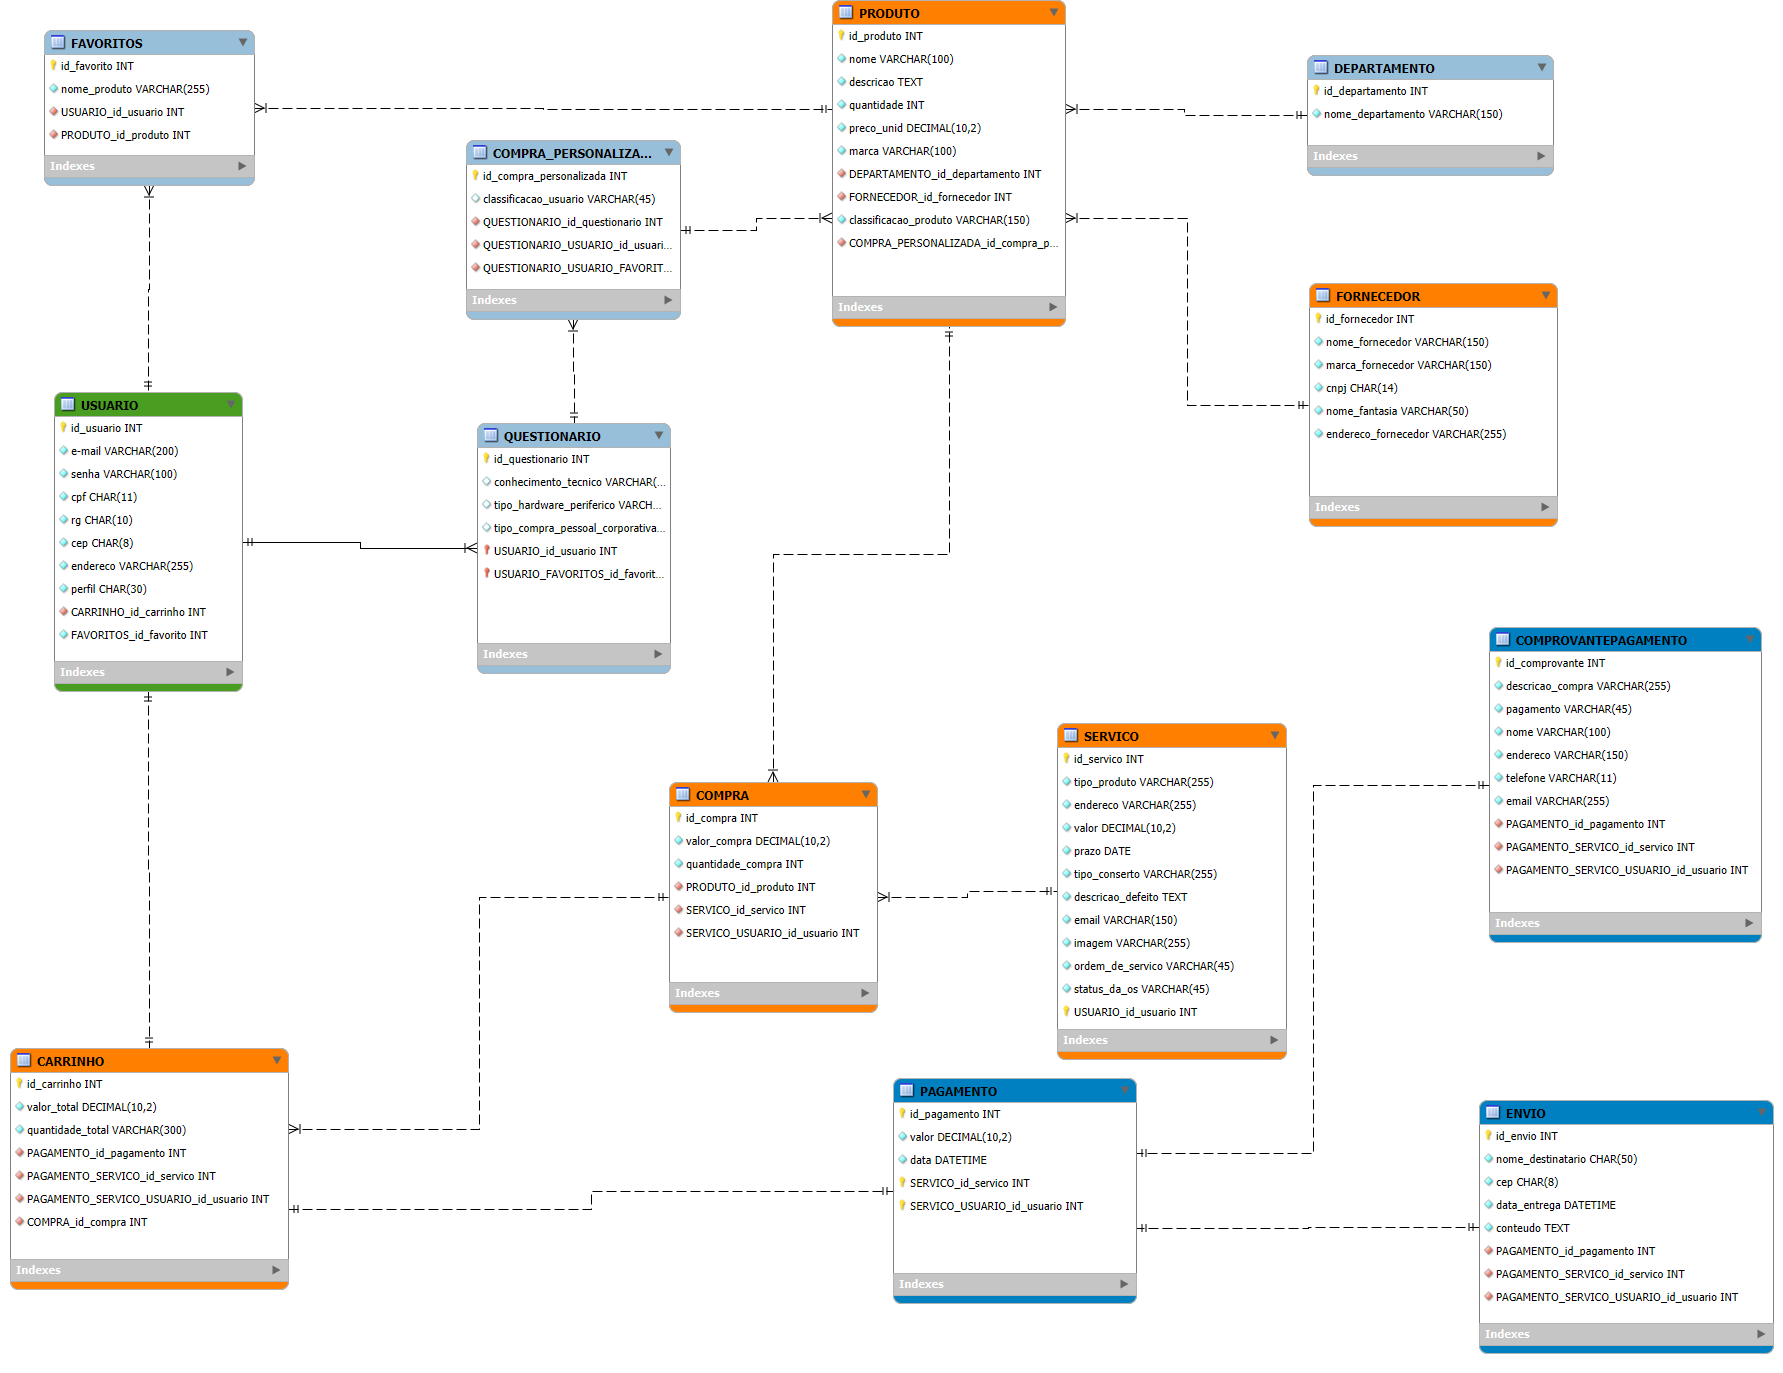 FAVORITOS
id_favorito INT
nome_produto VARCHAR(255)
USUARIO_id_usuario INT
PRODUTO_id_produto INT
Indexes
COMPRA_PERSONALIZA...
id_compra_personalizada INT
classificacao_usuario VARCHAR(45)
QUESTIONARIO_id_questionario INT
QUESTIONARIO_USUARIO_id_usuari...
QUESTIONARIO_USUARIO_FAVORIT...
Indexes
PRODUTO
id_produto INT
nome VARCHAR(100)
descricao TEXT
quantidade INT
preco_unid DECIMAL(10,2)
marca VARCHAR(100)
DEPARTAMENTO_id_departamento INT
FORNECEDOR_id_fornecedor INT
classificacao_produto VARCHAR(150)
COMPRA_PERSONALIZADA_id_compra_p...
Indexes
DEPARTAMENTO
id_departamento INT
nome_departamento VARCHAR(150)
Indexes
FORNECEDOR
id_fornecedor INT
nome_fornecedor VARCHAR(150)
marca_fornecedor VARCHAR(150)
cnpj CHAR(14)
nome_fantasia VARCHAR(50)
endereco_fornecedor VARCHAR(255)
Indexes
USUARIO
id_usuario INT
e-mail VARCHAR(200)
senha VARCHAR(100)
cpf CHAR(11)
rg CHAR(10)
cep CHAR(8)
endereco VARCHAR(255)
perfil CHAR(30)
CARRINHO_id_carrinho INT
FAVORITOS_id_favorito INT
Indexes
QUESTIONARIO
id_questionario INT
conhecimento_tecnico VARCHAR(...
tipo_hardware_periferico VARCH...
tipo_compra_pessoal_corporativa...
USUARIO_id_usuario INT
USUARIO_FAVORITOS_id_favorit...
Indexes
COMPRA
id_compra INT
valor_compra DECIMAL(10,2)
quantidade_compra INT
PRODUTO_id_produto INT
SERVICO_id_servico INT
SERVICO_USUARIO_id_usuario INT
Indexes
SERVICO
id_servico INT
tipo_produto VARCHAR(255)
endereco VARCHAR(255)
valor DECIMAL(10,2)
prazo DATE
tipo_conserto VARCHAR(255)
descricao_defeito TEXT
email VARCHAR(150)
imagem VARCHAR(255)
ordem_de_servico VARCHAR(45)
status_da_os VARCHAR(45)
USUARIO_id_usuario INT
Indexes
COMPROVANTEPAGAMENTO
id_comprovante INT
descricao_compra VARCHAR(255)
pagamento VARCHAR(45)
nome VARCHAR(100)
endereco VARCHAR(150)
telefone VARCHAR(11)
email VARCHAR(255)
PAGAMENTO_id_pagamento INT
PAGAMENTO_SERVICO_id_servico INT
PAGAMENTO_SERVICO_USUARIO_id_usuario INT
Indexes
CARRINHO
id_carrinho INT
valor_total DECIMAL(10,2)
quantidade_total VARCHAR(300)
PAGAMENTO_id_pagamento INT
PAGAMENTO_SERVICO_id_servico INT
PAGAMENTO_SERVICO_USUARIO_id_usuario INT
COMPRA_id_compra INT
Indexes
PAGAMENTO
id_pagamento INT
valor DECIMAL(10,2)
data DATETIME
SERVICO_id_servico INT
SERVICO_USUARIO_id_usuario INT
Indexes
ENVIO
id_envio INT
nome_destinatario CHAR(50)
cep CHAR(8)
data_entrega DATETIME
conteudo TEXT
PAGAMENTO_id_pagamento INT
PAGAMENTO_SERVICO_id_servico INT
PAGAMENTO_SERVICO_USUARIO_id_usuario INT
Indexes